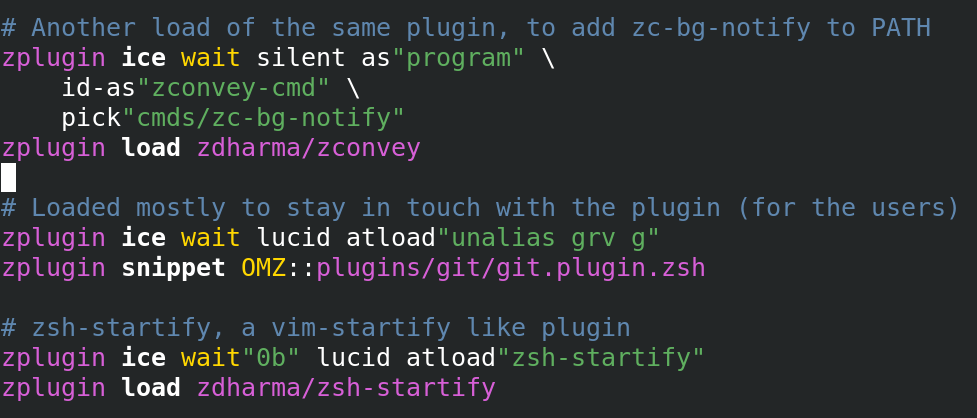 # Another load of the same plugin, to add zc-bg-notify to PATH
zplugin ice wait silent as"program" \
    id-as"zconvey-cmd" \
    pick"cmds/zc-bg-notify"
zplugin load zdharma/zconvey

# Loaded mostly to stay in touch with the plugin (for the users)
zplugin ice wait lucid atload"unalias grv g"
zplugin snippet OMZ::plugins/git/git.plugin.zsh

# zsh-startify, a vim-startify like plugin
zplugin ice wait"0b" lucid atload"zsh-startify"
zplugin load zdharma/zsh-startify